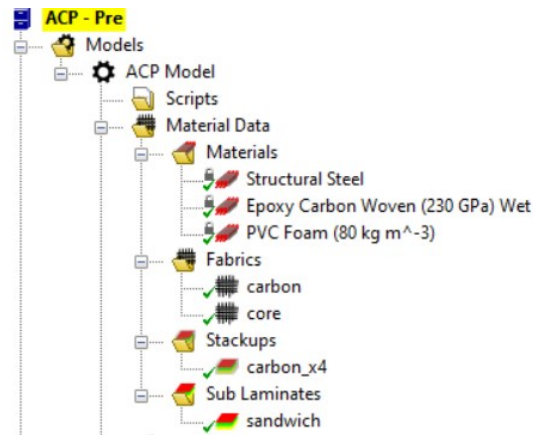 ACP - Pre
Models
ACP Model
Scripts
Material Data
Materials
Structural Steel
Epoxy Carbon Woven (230 GPa) Wet
PVC Foam (80 kg m^-3)
Fabrics
carbon
core
Stackups
carbon_x4
Sub Laminates
sandwich